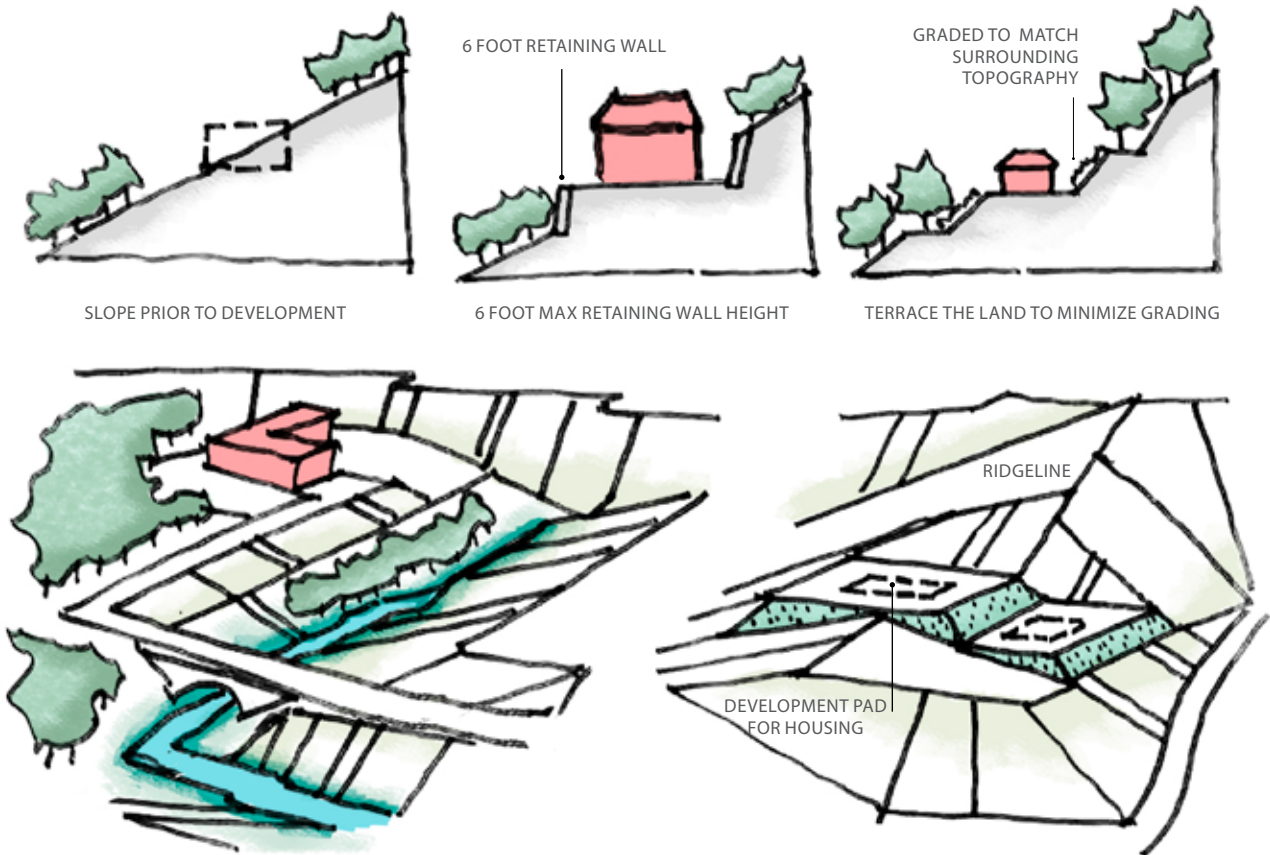 6 FOOT RETAINING WALL
GRADED TO MATCH
SURROUNDING
TOPOGRAPHY
SLOPE PRIOR TO DEVELOPMENT
6 FOOT MAX RETAINING WALL HEIGHT
TERRACE THE LAND TO MINIMIZE GRADING
RIDGELINE
DEVELOPMENT PAD
FOR HOUSING